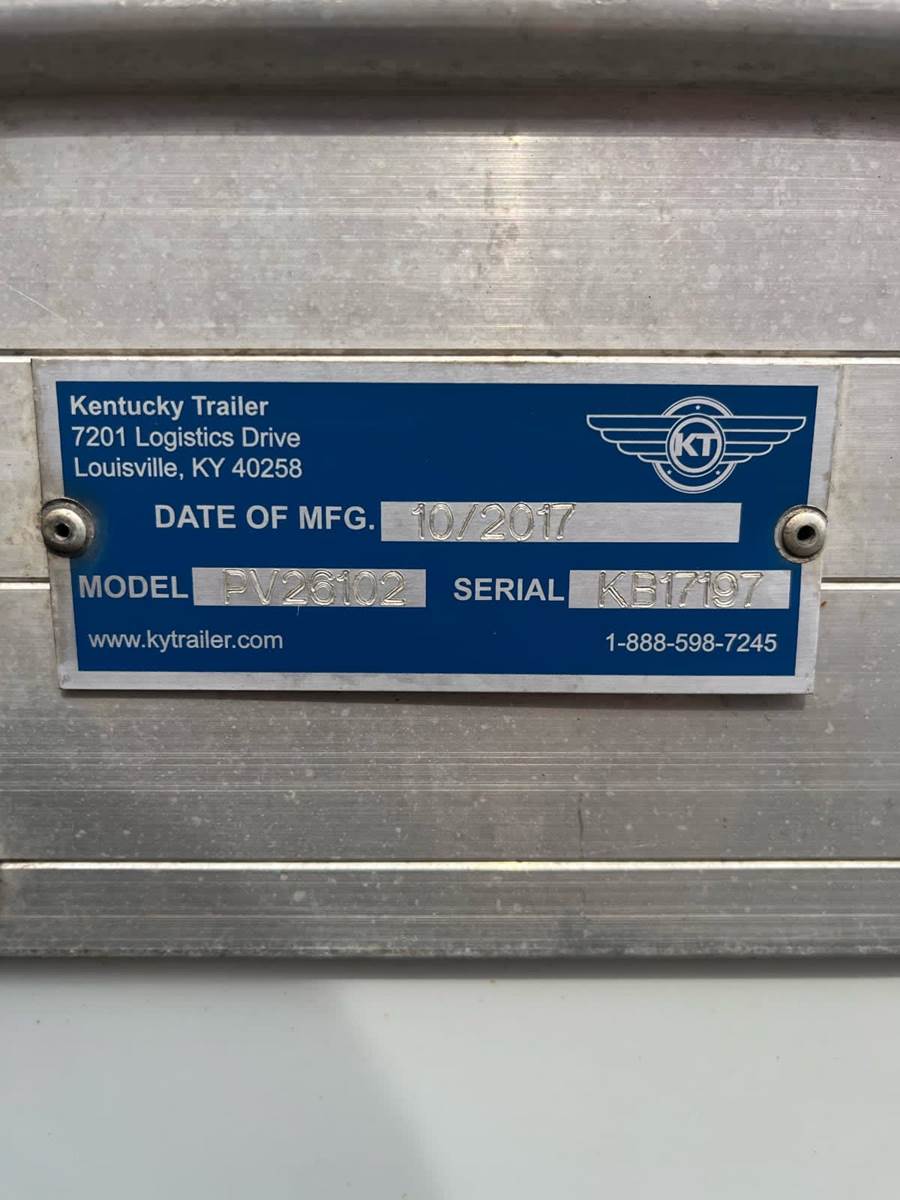 Kentucky Trailer
7201 Logistics Drive
Louisville, KY 40258
KT
DATE OF MFG. 10/2017
MODEL PV26102 SERIAL KB17197
www.kytrailer.com 1-888-598-7245